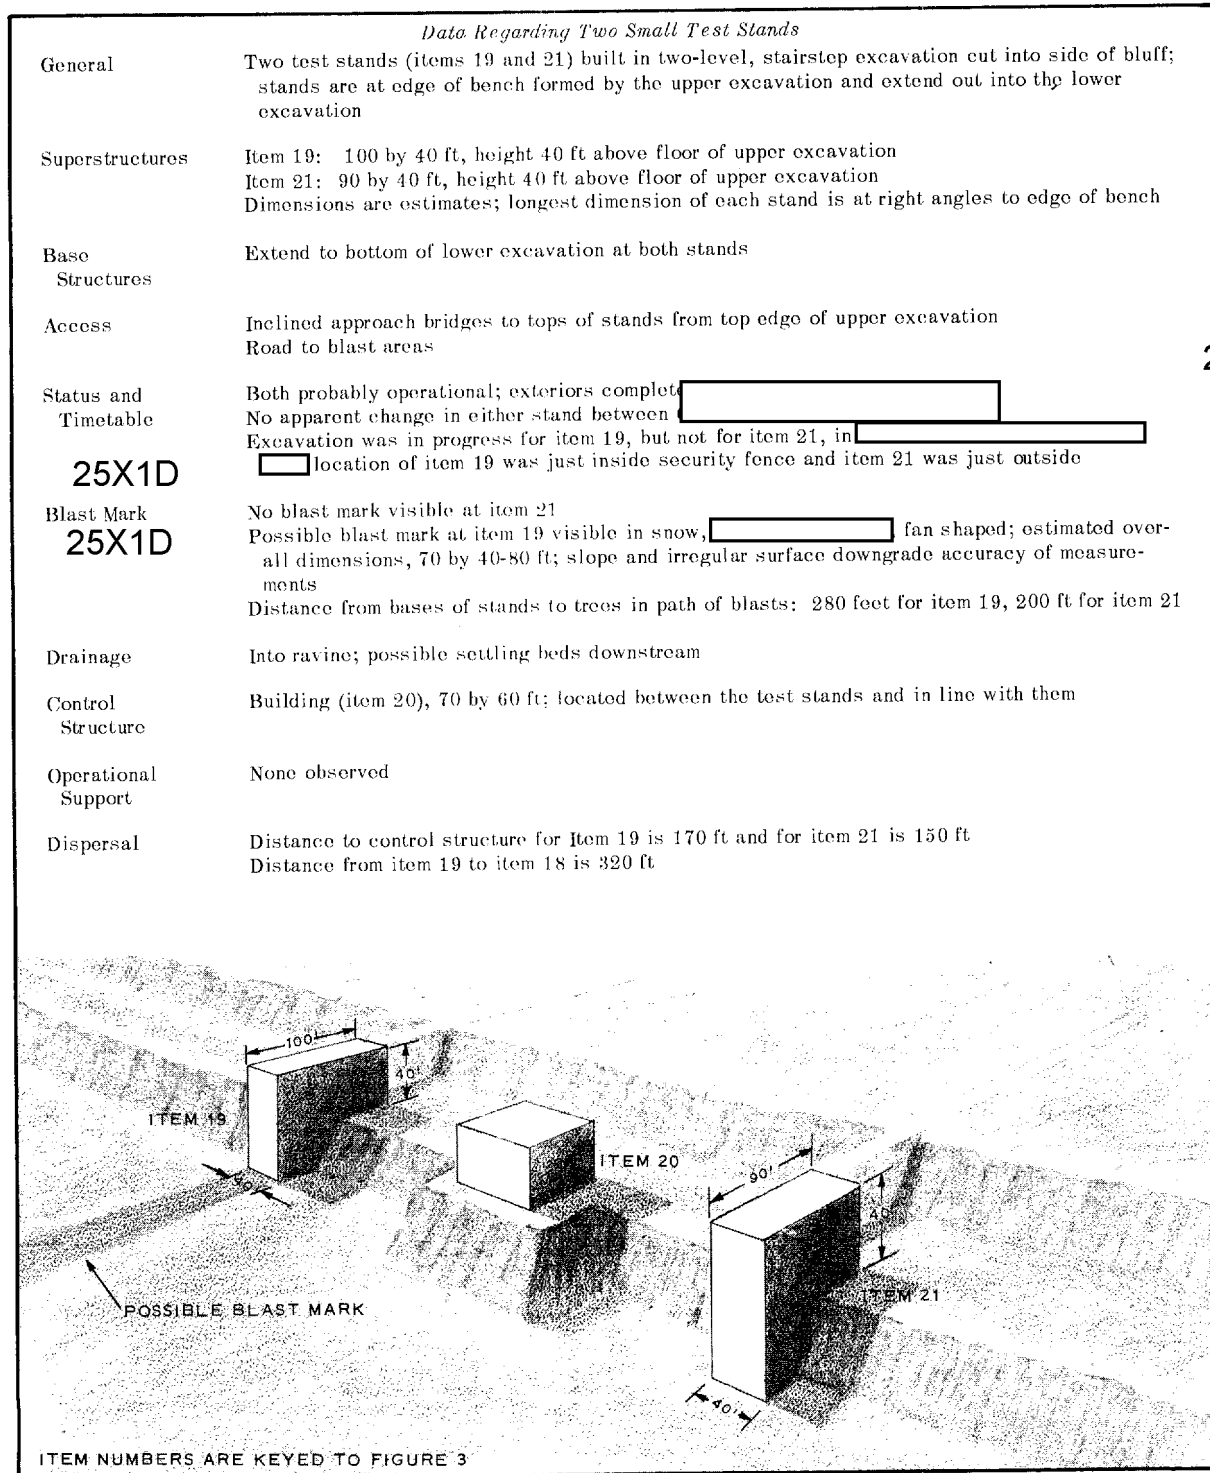 Data Regarding Two Small Test Stands
General Two test stands (items 19 and 21) built in two-level, stairstep excavation cut into side of bluff;
stands are at edge of bench formed by the upper excavation and extend out into the lower
excavation
Superstructures Item 19: 100 by 40 ft, height 40 ft above floor of upper excavation
Item 21: 90 by 40 ft, height 40 ft above floor of upper excavation
Dimensions are estimates; longest dimension of each stand is at right angles to edge of bench
Base Extend to bottom of lower excavation at both stands
Structures
Access Inclined approach bridges to tops of stands from top edge of upper excavation
Road to blast areas
2
Status and Both probably operational; exteriors complete
Timetable No apparent change in either stand between
Excavation was in progress for item 19, but not for item 21, in
25X1D location of item 19 was just inside security fence and item 21 was just outside
Blast Mark No blast mark visible at item 21
25X1D Possible blast mark at item 19 visible in snow, fan shaped; estimated over-
all dimensions, 70 by 40-80 ft; slope and irregular surface downgrade accuracy of measure-
ments
Distance from bases of stands to trees in path of blasts: 280 feet for item 19, 200 ft for item 21
Drainage Into ravine; possible settling beds downstream
Control Building (item 20), 70 by 60 ft; located between the test stands and in line with them
Structure
Operational None observed
Support
Dispersal Distance to control structure for Item 19 is 170 ft and for item 21 is 150 ft
Distance from item 19 to item 18 is 320 ft
100'
40'
ITEM 19
40'
ITEM 20
90'
40'
ITEM 21
POSSIBLE BLAST MARK
40'
ITEM NUMBERS ARE KEYED TO FIGURE 3